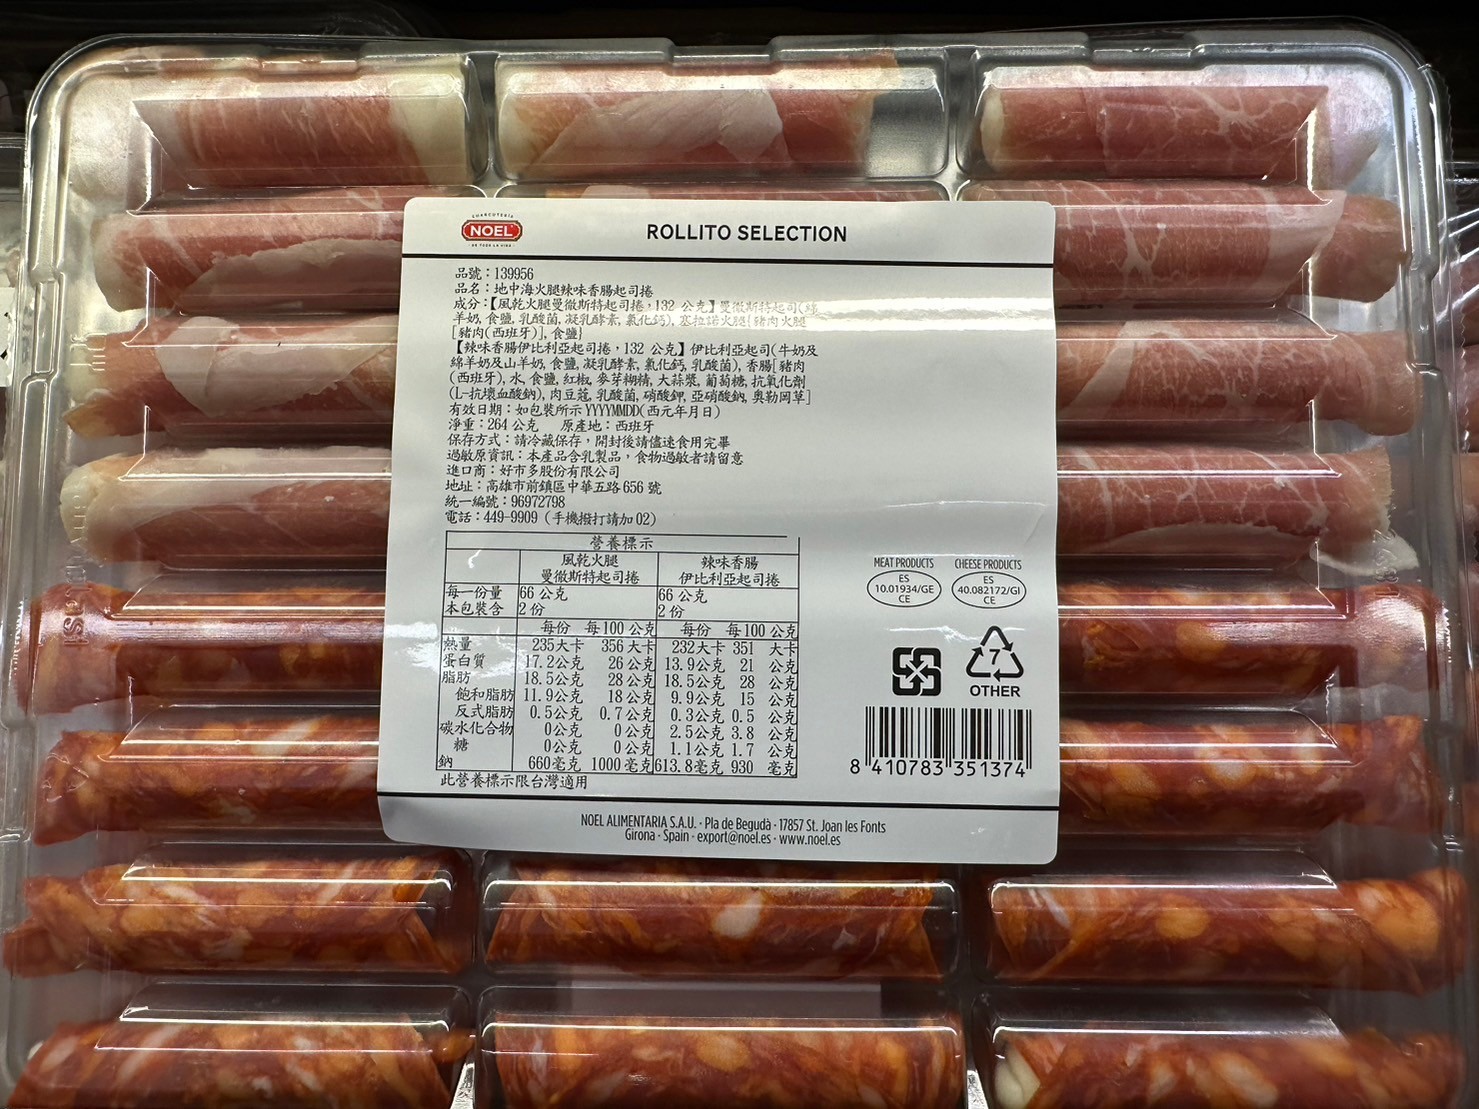 CHARCUTERÍA
NOEL
DE TODA LA VIDA
ROLLITO SELECTION
品號：139956
品名：地中海火腿辣味香腸起司捲
成分：【風乾火腿曼徹斯特起司捲，132 公克】曼徹斯特起司(綿
羊奶, 食鹽, 乳酸菌, 凝乳酵素, 氯化鈣), 塞拉諾火腿{豬肉火腿
[豬肉(西班牙)], 食鹽}
【辣味香腸伊比利亞起司捲，132 公克】伊比利亞起司(牛奶及
綿羊奶及山羊奶, 食鹽, 凝乳酵素, 氯化鈣, 乳酸菌), 香腸[豬肉
(西班牙), 水, 食鹽, 紅椒, 麥芽糊精, 大蒜漿, 葡萄糖, 抗氧化劑
(L-抗壞血酸鈉), 肉豆蔻, 乳酸菌, 硝酸鉀, 亞硝酸鈉, 奧勒岡草]
有效日期：如包裝所示 YYYYMMDD(西元年月日)
淨重：264 公克 原產地：西班牙
保存方式：請冷藏保存，開封後請儘速食用完畢
過敏原資訊：本產品含乳製品，食物過敏者請留意
進口商：好市多股份有限公司
地址：高雄市前鎮區中華五路 656 號
統一編號：96972798
電話：449-9909 (手機撥打請加 02)
營養標示
風乾火腿 辣味香腸
曼徹斯特起司捲 伊比利亞起司捲
每一份量 66 公克 66 公克
本包裝含 2 份 2 份
每份 每 100 公克 每份 每 100 公克
熱量 235大卡 356 大卡 232大卡 351 大卡
蛋白質 17.2公克 26 公克 13.9公克 21 公克
脂肪 18.5公克 28 公克 18.5公克 28 公克
飽和脂肪 11.9公克 18 公克 9.9公克 15 公克
反式脂肪 0.5公克 0.7 公克 0.3公克 0.5 公克
碳水化合物 0公克 0 公克 2.5公克 3.8 公克
糖 0公克 0 公克 1.1公克 1.7 公克
鈉 660毫克 1000 毫克 613.8毫克 930 毫克
此營養標示限台灣適用
MEAT PRODUCTS CHEESE PRODUCTS
ES ES
10.01934/GE 40.082172/GI
CE CE
7
OTHER
8 410783 351374
NOEL ALIMENTARIA S.A.U. · Pla de Begudà · 17857 St. Joan les Fonts
Girona · Spain · export@noel.es · www.noel.es